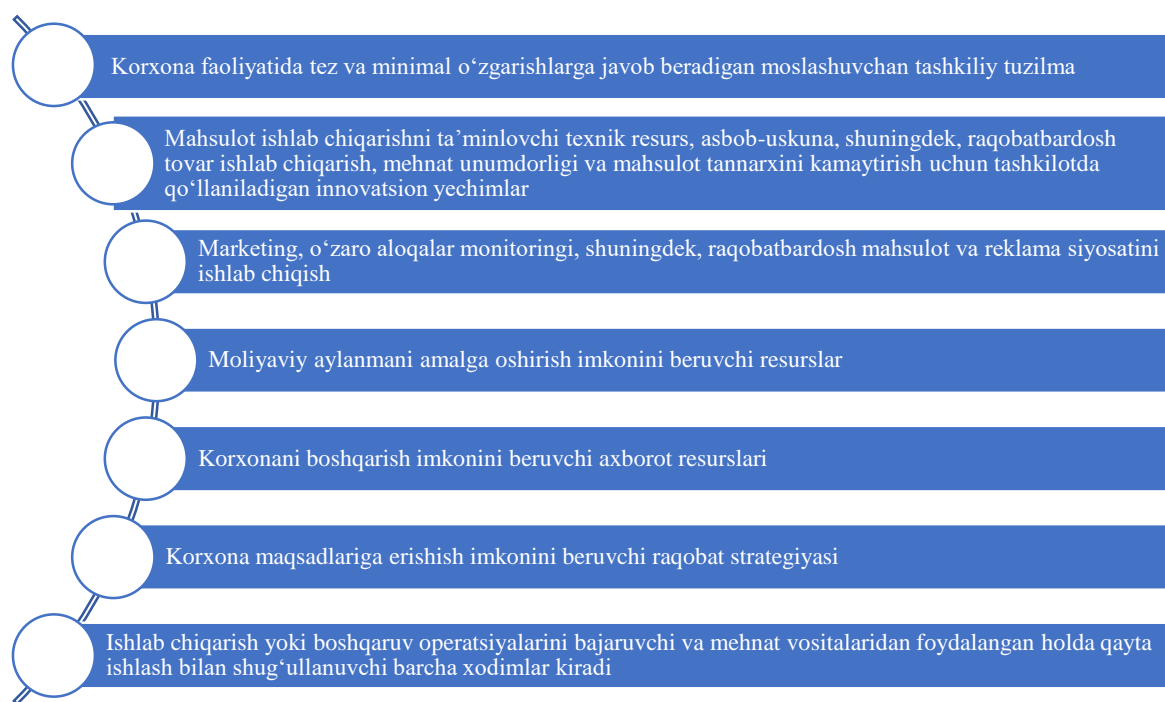 Korxona faoliyatida tez va minimal o‘zgarishlarga javob beradigan moslashuvchan tashkiliy tuzilma
Mahsulot ishlab chiqarishni ta’minlovchi texnik resurs, asbob-uskuna, shuningdek, raqobatbardosh
tovar ishlab chiqarish, mehnat unumdorligi va mahsulot tannarxini kamaytirish uchun tashkilotda
qo‘llaniladigan innovatsion yechimlar
Marketing, o‘zaro aloqalar monitoringi, shuningdek, raqobatbardosh mahsulot va reklama siyosatini
ishlab chiqish
Moliyaviy aylanmani amalga oshirish imkonini beruvchi resurslar
Korxonani boshqarish imkonini beruvchi axborot resurslari
Korxona maqsadlariga erishish imkonini beruvchi raqobat strategiyasi
Ishlab chiqarish yoki boshqaruv operatsiyalarini bajaruvchi va mehnat vositalaridan foydalangan holda qayta
ishlash bilan shug‘ullanuvchi barcha xodimlar kiradi